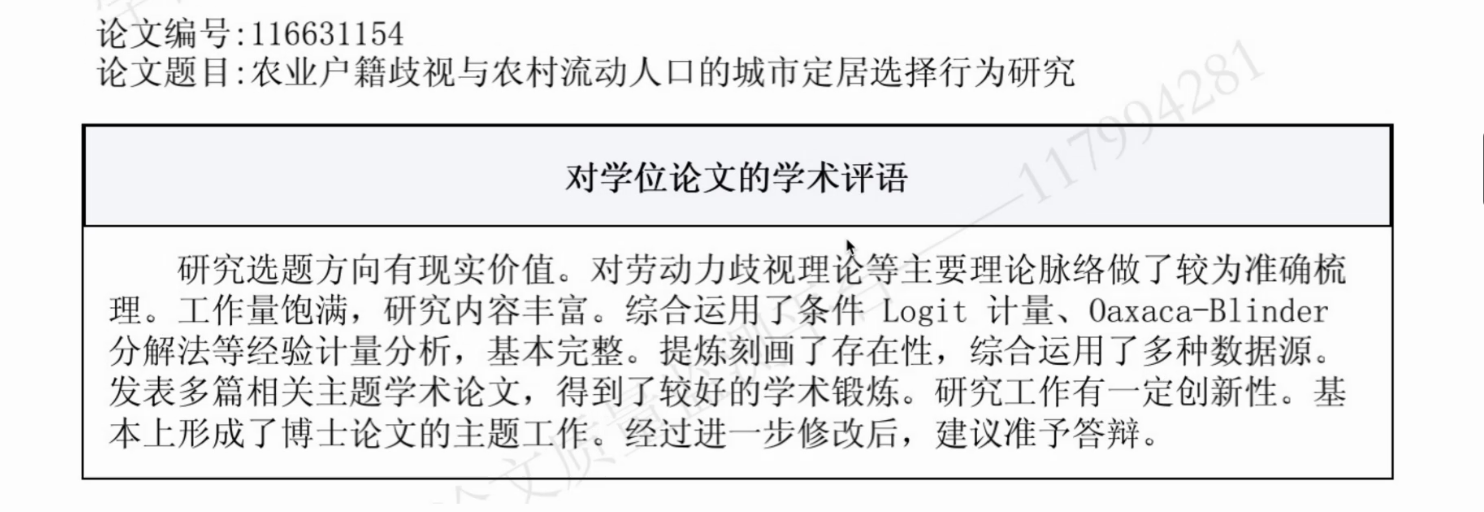 论文编号:116631154
论文题目:农业户籍歧视与农村流动人口的城市定居选择行为研究
对学位论文的学术评语
研究选题方向有现实价值。对劳动力歧视理论等主要理论脉络做了较为准确梳
理。工作量饱满，研究内容丰富。综合运用了条件 Logit 计量、Oaxaca-Blinder
分解法等经验计量分析，基本完整。提炼刻画了存在性，综合运用了多种数据源。
发表多篇相关主题学术论文，得到了较好的学术锻炼。研究工作有一定创新性。基
本上形成了博士论文的主题工作。经过进一步修改后，建议准予答辩。
117994281